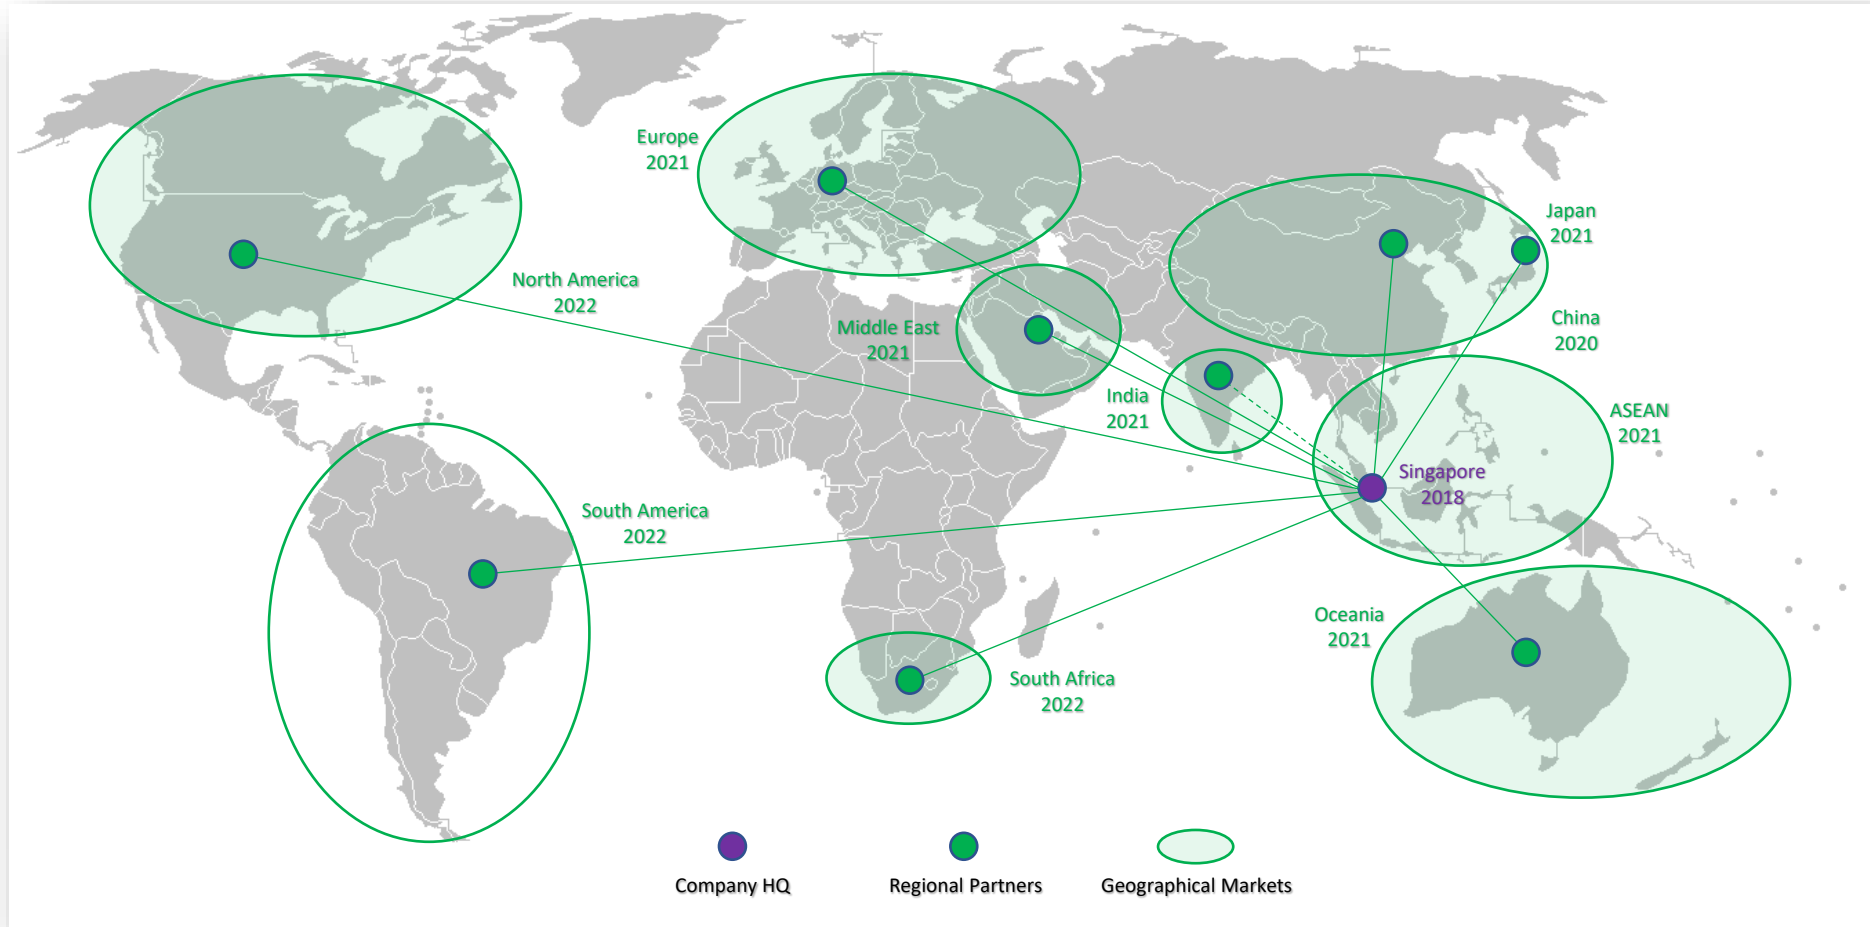 Europe
2021
Japan
2021
North America
2022
China
2020
Middle East
2021
India
2021
ASEAN
2021
Singapore
2018
South America
2022
Oceania
2021
South Africa
2022
Company HQ
Regional Partners
Geographical Markets